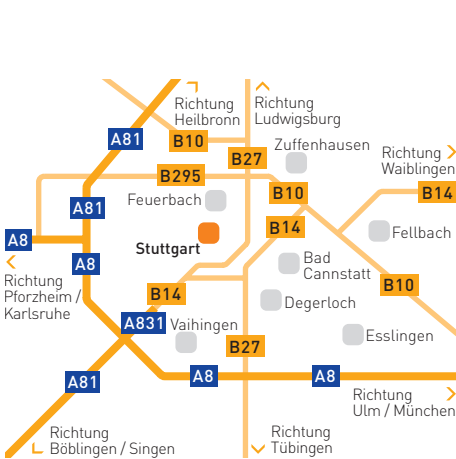 Richtung
Heilbronn
Richtung
Ludwigsburg
A81
B10
Zuffenhausen
B27
Richtung
Waiblingen
B295
B10
B14
Feuerbach
A81
B14
Fellbach
A8
Stuttgart
A8
Bad
Cannstatt
Richtung
Pforzheim /
Karlsruhe
B14
B10
Degerloch
A831
Vaihingen
Esslingen
B27
A81
A8
A8
Richtung
Ulm / München
Richtung
Böblingen / Singen
Richtung
Tübingen